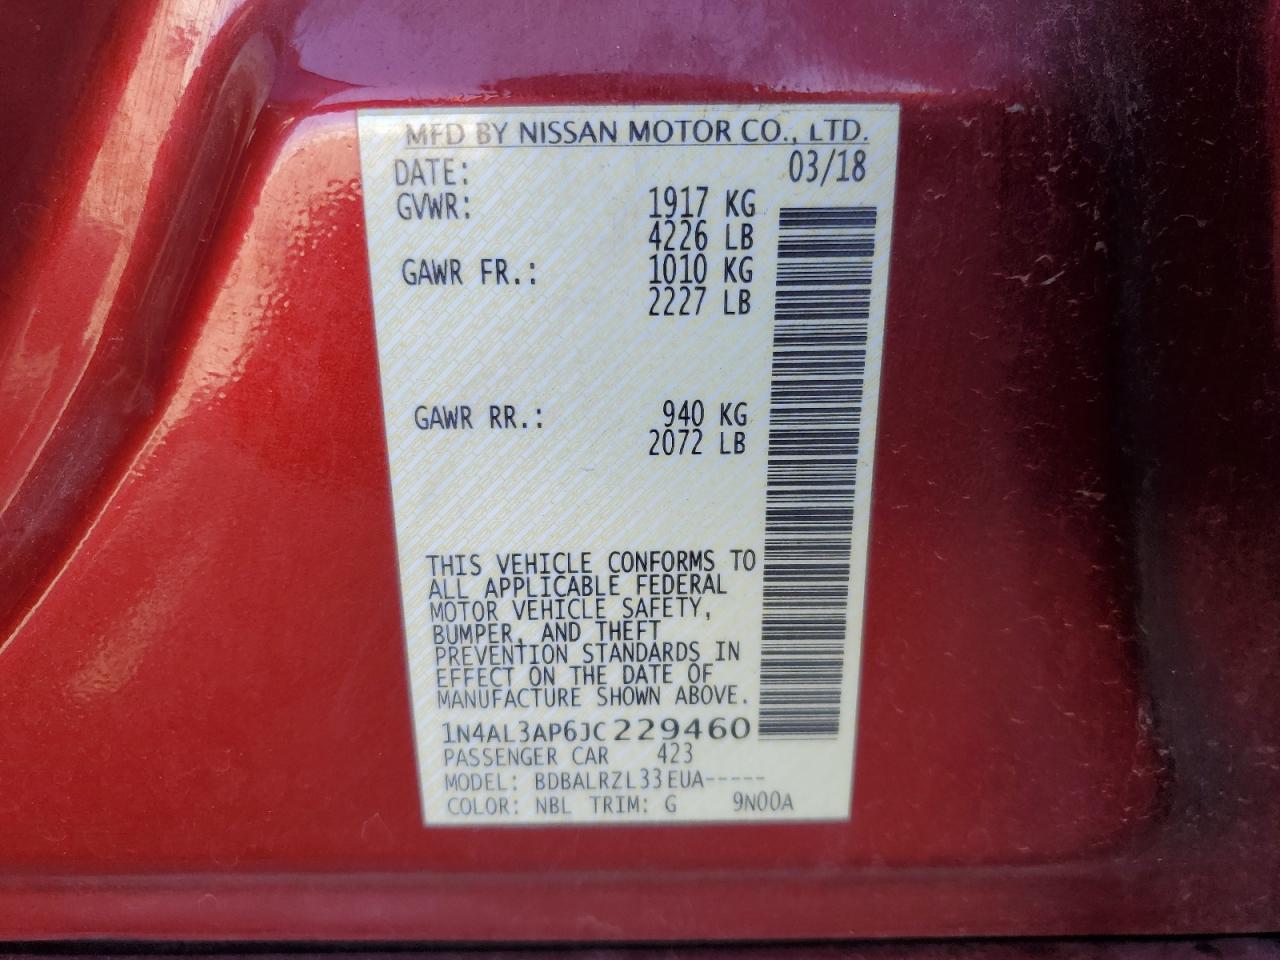 MFD BY NISSAN MOTOR CO., LTD.
DATE: 03/18
GVWR: 1917 KG
4226 LB
GAWR FR.: 1010 KG
2227 LB
GAWR RR.: 940 KG
2072 LB
THIS VEHICLE CONFORMS TO
ALL APPLICABLE FEDERAL
MOTOR VEHICLE SAFETY,
BUMPER, AND THEFT
PREVENTION STANDARDS IN
EFFECT ON THE DATE OF
MANUFACTURE SHOWN ABOVE.
1N4AL3AP6JC229460
PASSENGER CAR 423
MODEL: BDBALRZL33EUA-----
COLOR: NBL TRIM: G 9N00A